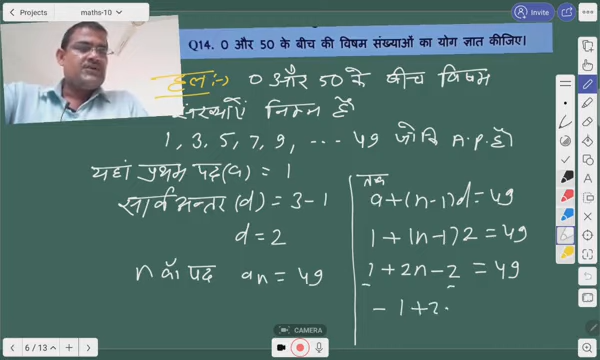 Projects maths-10 Invite
Q14. 0 और 50 के बीच की विषम संख्याओं का योग ज्ञात कीजिए।
हल:-> 0 और 50 के बीच विषम
संख्याएँ निम्न हैं
1, 3, 5, 7, 9, ... 49 जो कि A.P. है।
यहां प्रथम पद(a) = 1
सार्व अन्तर (d) = 3-1
d = 2
n वाँ पद an = 49
तब
a+(n-1)d=49
1+(n-1)2=49
1+2n-2=49
-1+2
6 / 13
CAMERA